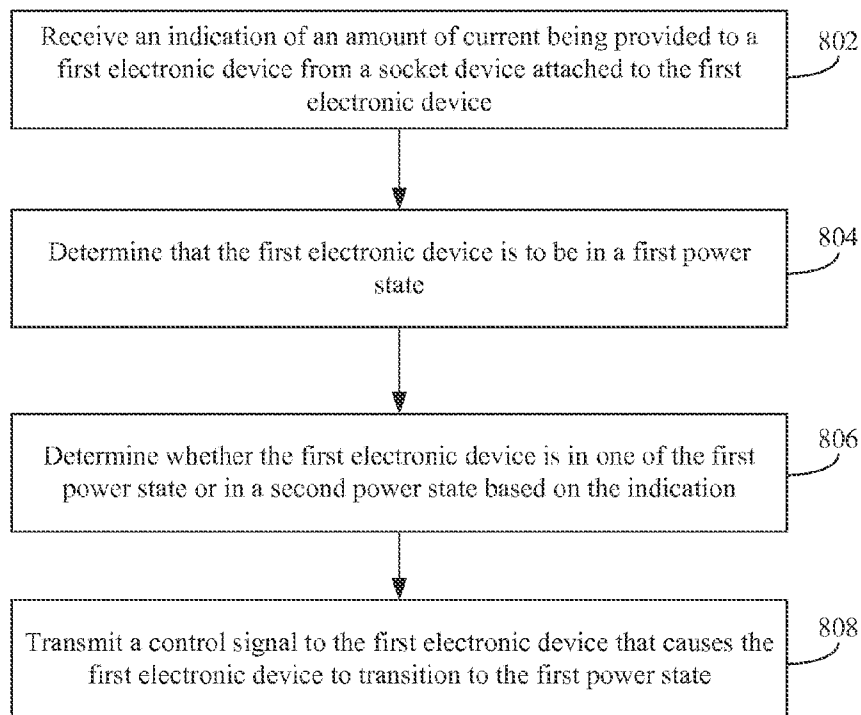 Receive an indication of an amount of current being provided to a
first electronic device from a socket device attached to the first
electronic device
802
Determine that the first electronic device is to be in a first power
state
804
Determine whether the first electronic device is in one of the first
power state or in a second power state based on the indication
806
Transmit a control signal to the first electronic device that causes the
first electronic device to transition to the first power state
808